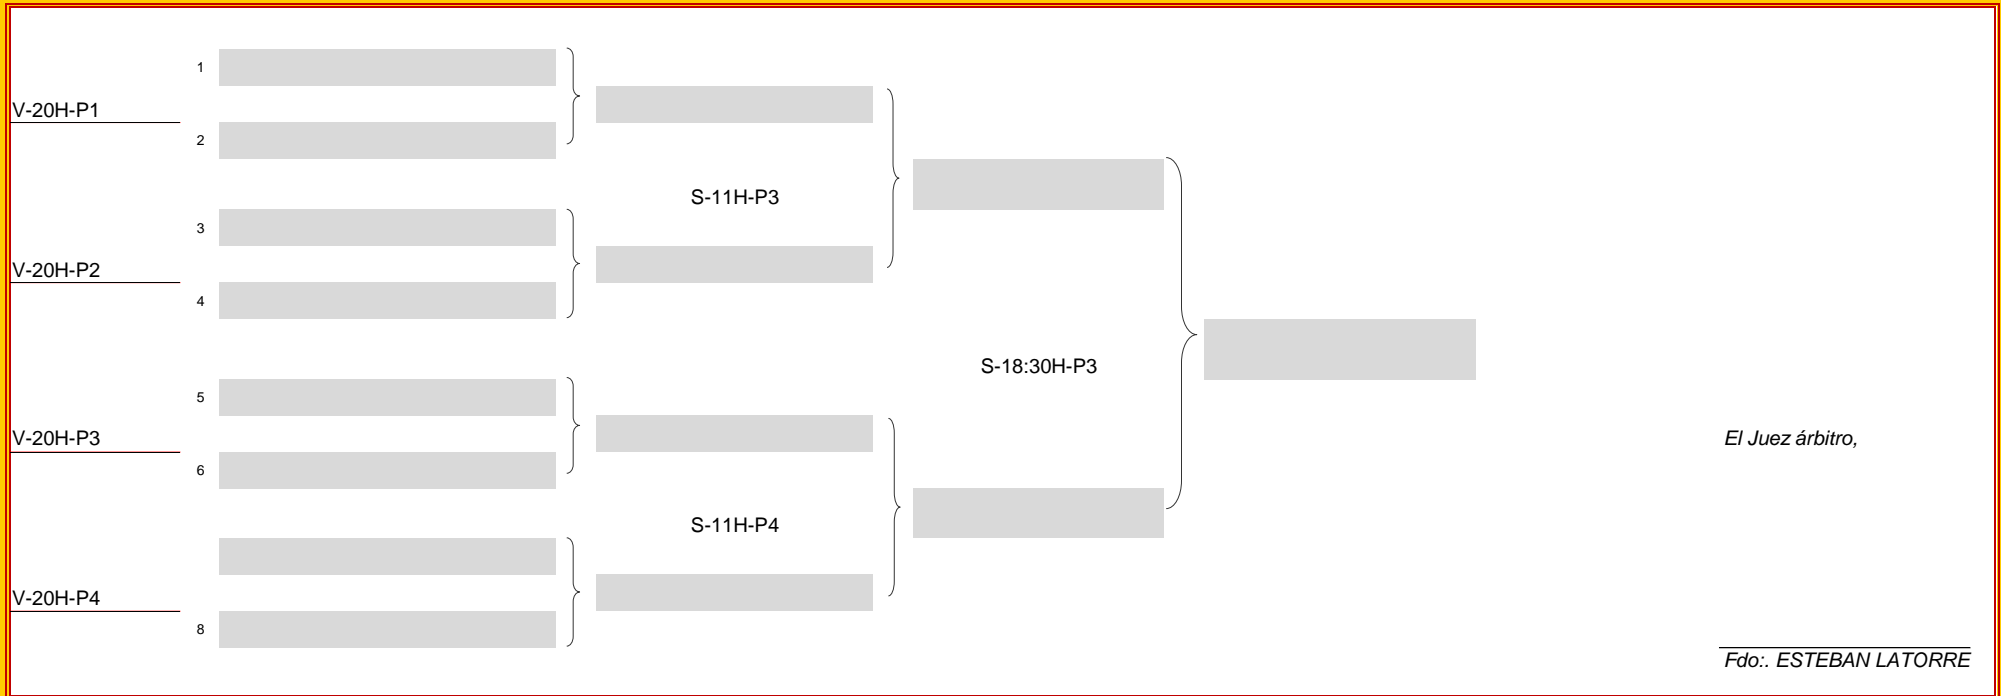 1
V-20H-P1
2
S-11H-P3
3
V-20H-P2
4
S-18:30H-P3
5
V-20H-P3
El Juez árbitro,
6
S-11H-P4
V-20H-P4
8
Fdo:. ESTEBAN LATORRE